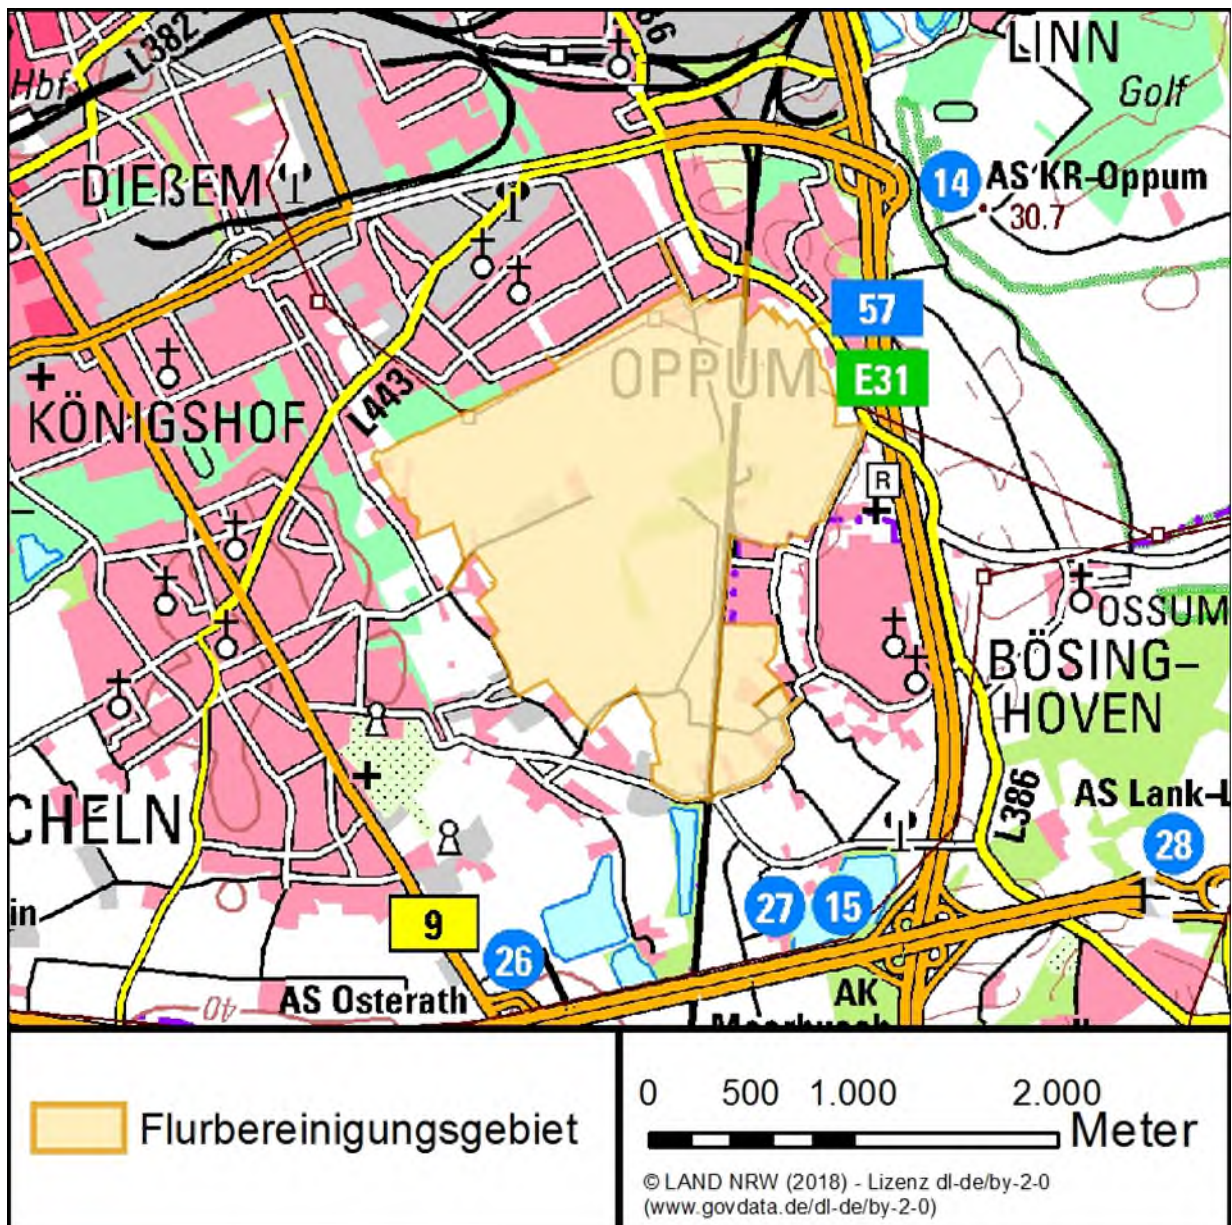 L382
LINN
Hbf
Golf
DIEßEM
14
AS KR-Oppum
30.7
57
OPPUM
E31
L443
KÖNIGSHOF
R
OSSUM
BÖSING-
HOVEN
L386
AS Lank-L
CHELN
28
27
15
in
9
26
AS Osterath
40
AK
Flurbereinigungsgebiet
0 500 1.000 2.000
Meter
© LAND NRW (2018) - Lizenz dl-de/by-2-0
(www.govdata.de/dl-de/by-2-0)